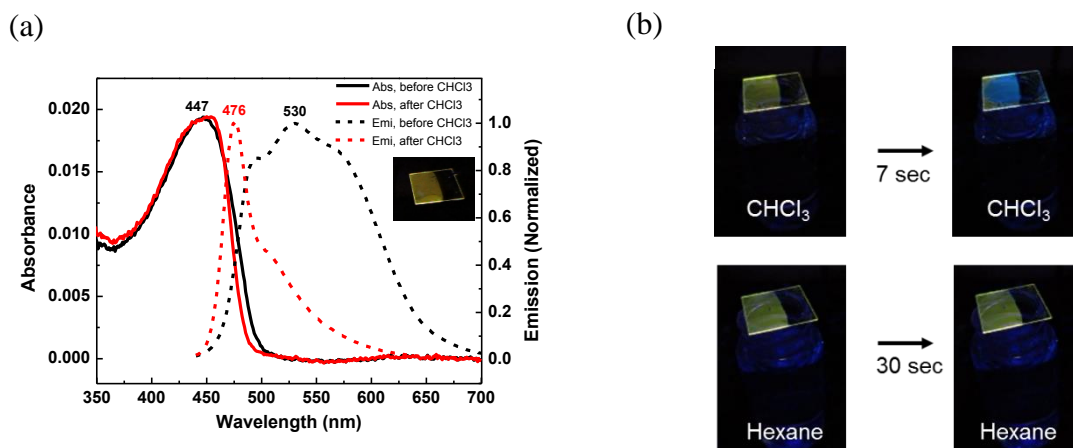 (a)
(b)
Abs, before CHCl3
Abs, after CHCl3
Emi, before CHCl3
Emi, after CHCl3
447
476
530
0.020
0.015
0.010
0.005
0.000
Absorbance
1.0
0.8
0.6
0.4
0.2
0.0
Emission (Normalized)
350 400 450 500 550 600 650 700
Wavelength (nm)
CHCl₃
7 sec
CHCl₃
Hexane
30 sec
Hexane